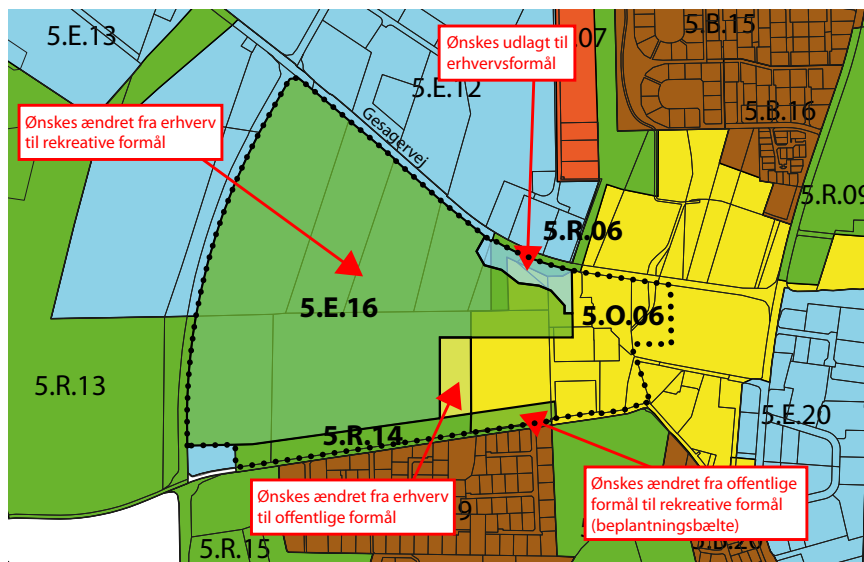 5.E.13
Ønskes udlagt til
erhvervsformål
07
5.B.15
5.E.12
5.B.16
Ønskes ændret fra erhverv
til rekreative formål
Gesagervej
5.R.09
5.R.06
5.E.16
5.O.06
5.R.13
5.E.20
5.R.14
Ønskes ændret fra erhverv
til offentlige formål
9
Ønskes ændret fra offentlige
formål til rekreative formål
(beplantningsbælte)
5.R.15